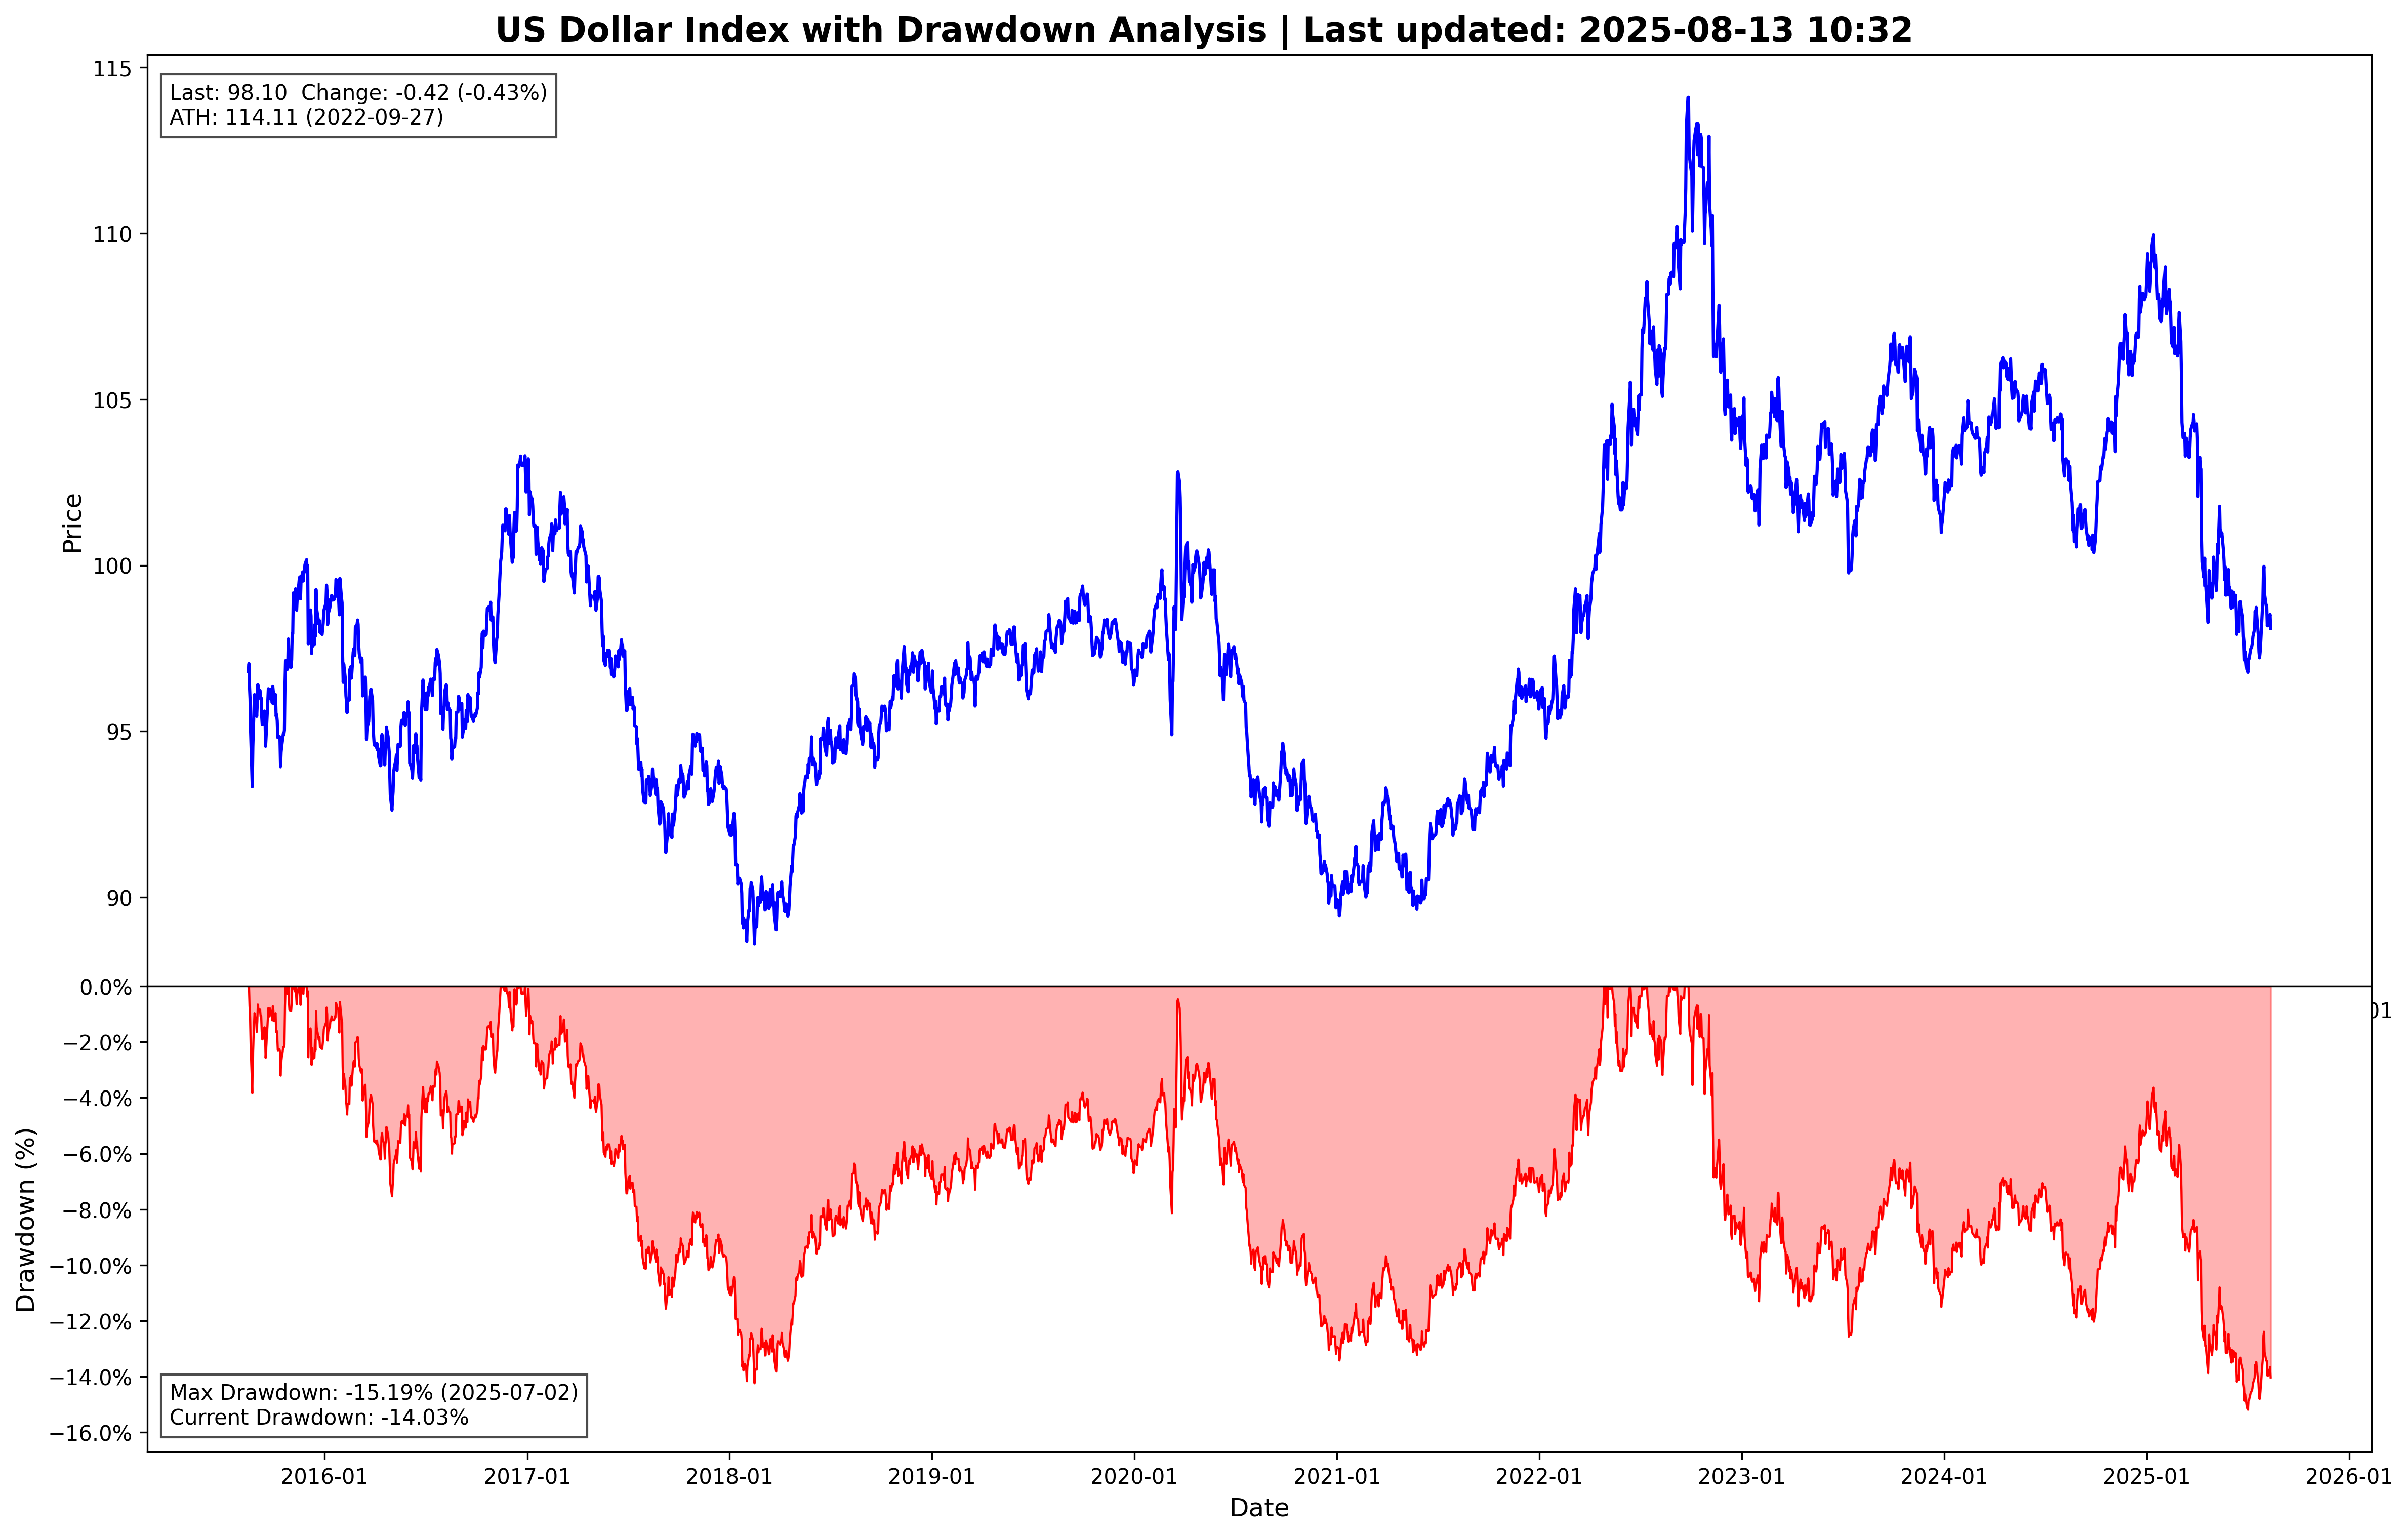 US Dollar Index with Drawdown Analysis | Last updated: 2025-08-13 10:32
Last: 98.10  Change: -0.42 (-0.43%)
ATH: 114.11 (2022-09-27)
115
110
105
100
95
90
Price
0.0%
−2.0%
−4.0%
−6.0%
−8.0%
−10.0%
−12.0%
−14.0%
−16.0%
Drawdown (%)
01
Max Drawdown: -15.19% (2025-07-02)
Current Drawdown: -14.03%
2016-01 2017-01 2018-01 2019-01 2020-01 2021-01 2022-01 2023-01 2024-01 2025-01 2026-01
Date